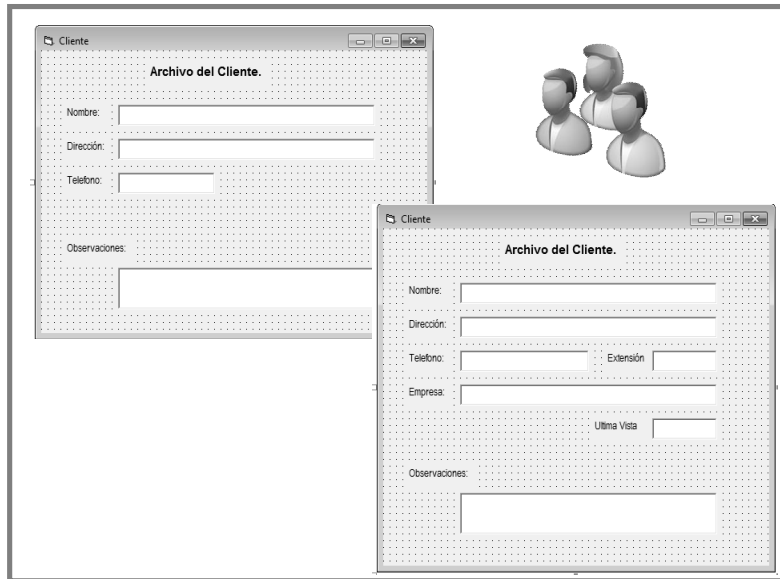 Cliente
Archivo del Cliente.
Nombre:
Dirección:
Telefono:
Observaciones:
Cliente
Archivo del Cliente.
Nombre:
Dirección:
Telefono:
Extensión
Empresa:
Ultima Vista
Observaciones: